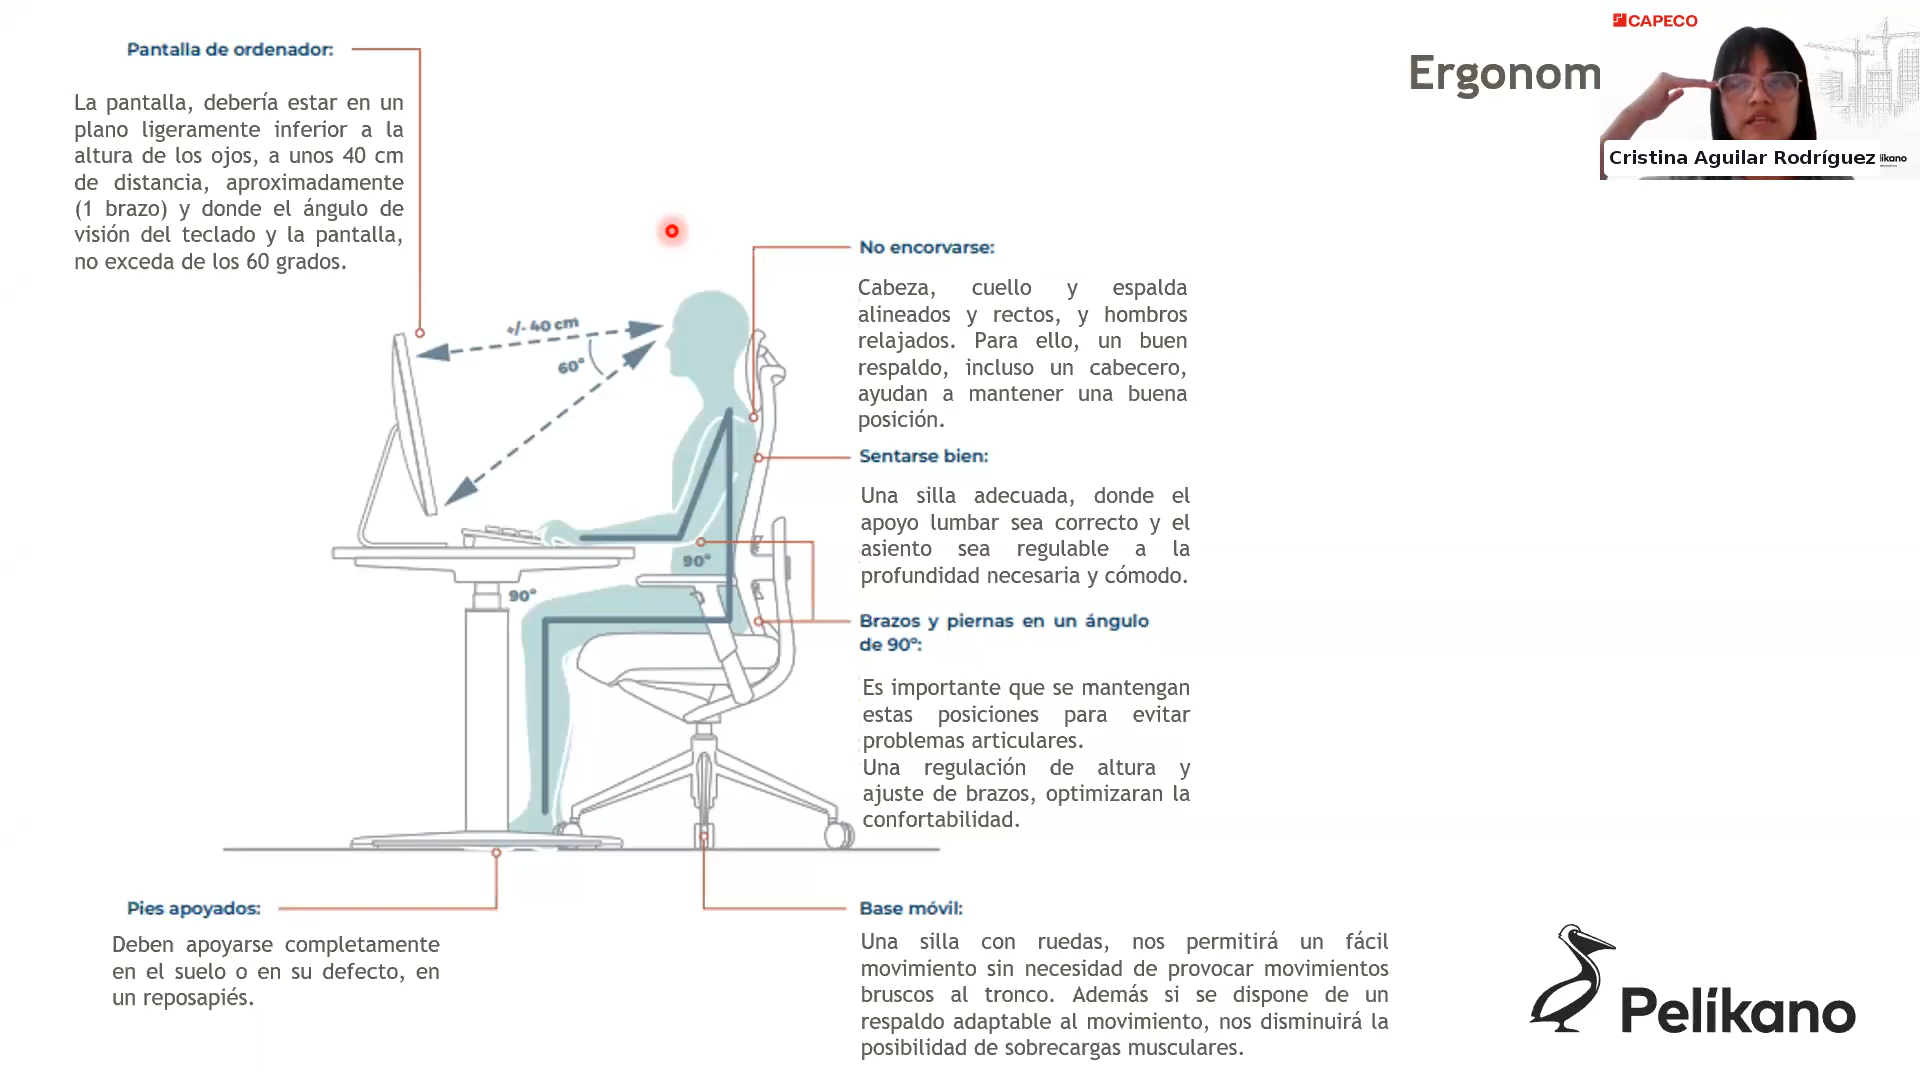 Pantalla de ordenador:
La pantalla, debería estar en un
plano ligeramente inferior a la
altura de los ojos, a unos 40 cm
de distancia, aproximadamente
(1 brazo) y donde el ángulo de
visión del teclado y la pantalla,
no exceda de los 60 grados.
Ergonom
CAPECO
Cristina Aguilar Rodríguez
likano
+/- 40 cm
60°
90°
90°
No encorvarse:
Cabeza, cuello y espalda
alineados y rectos, y hombros
relajados. Para ello, un buen
respaldo, incluso un cabecero,
ayudan a mantener una buena
posición.
Sentarse bien:
Una silla adecuada, donde el
apoyo lumbar sea correcto y el
asiento sea regulable a la
profundidad necesaria y cómodo.
Brazos y piernas en un ángulo
de 90º:
Es importante que se mantengan
estas posiciones para evitar
problemas articulares.
Una regulación de altura y
ajuste de brazos, optimizaran la
confortabilidad.
Pies apoyados:
Deben apoyarse completamente
en el suelo o en su defecto, en
un reposapiés.
Base móvil:
Una silla con ruedas, nos permitirá un fácil
movimiento sin necesidad de provocar movimientos
bruscos al tronco. Además si se dispone de un
respaldo adaptable al movimiento, nos disminuirá la
posibilidad de sobrecargas musculares.
Pelíkano